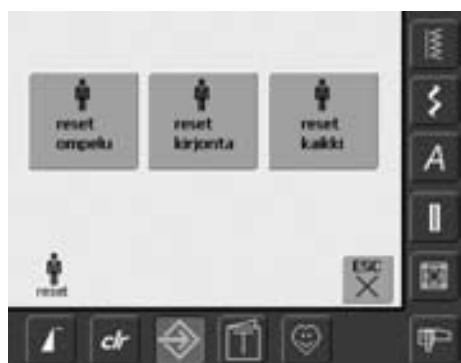 reset
ompelu
reset
kirjonta
reset
kaikki
reset
ESC
A
clr